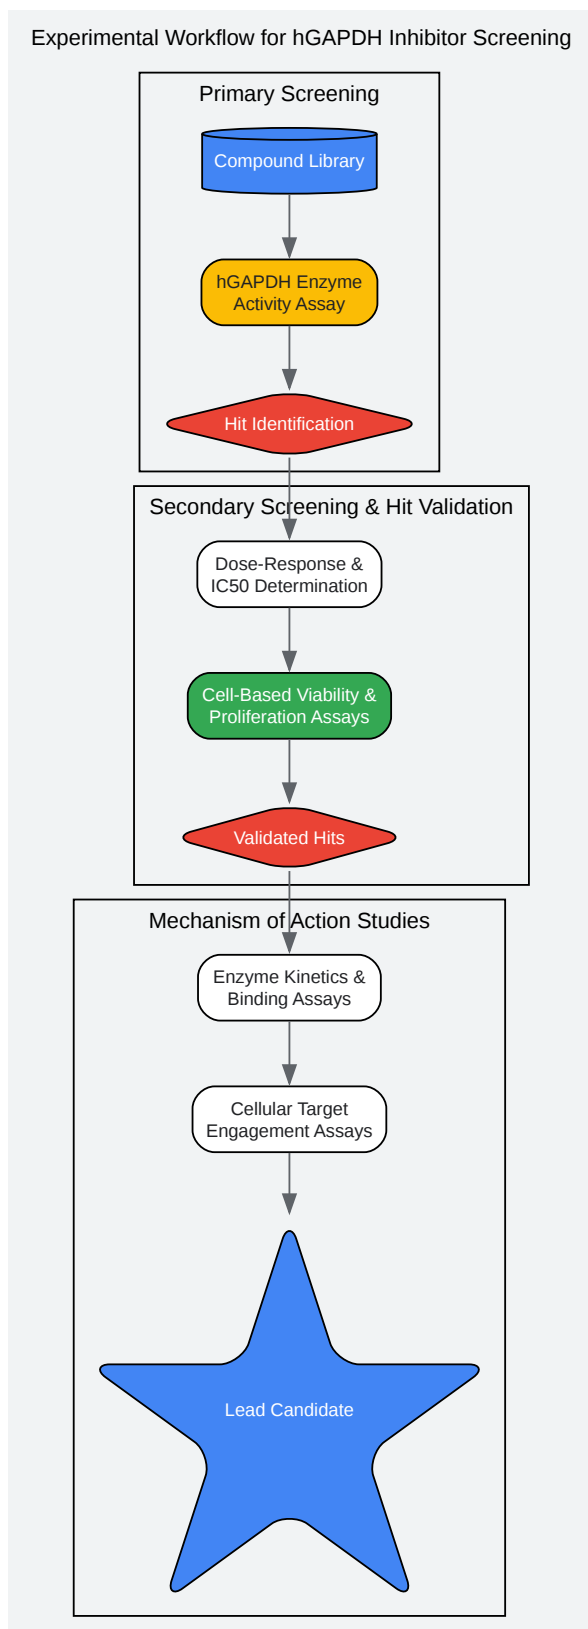 Experimental Workflow for hGAPDH Inhibitor Screening
Primary Screening
Compound Library
hGAPDH Enzyme
Activity Assay
Hit Identification
Secondary Screening & Hit Validation
Dose-Response &
IC50 Determination
Cell-Based Viability &
Proliferation Assays
Validated Hits
Mechanism of Action Studies
Enzyme Kinetics &
Binding Assays
Cellular Target
Engagement Assays
Lead Candidate